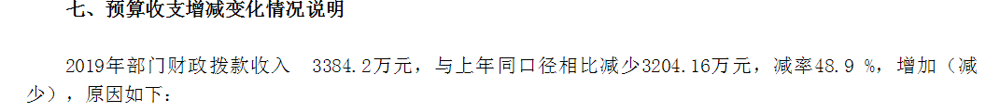 七、预算收支增减变化情况说明
2019年部门财政拨款收入 3384.2万元，与上年同口径相比减少3204.16万元，减率48.9 %，增加（减
少），原因如下：